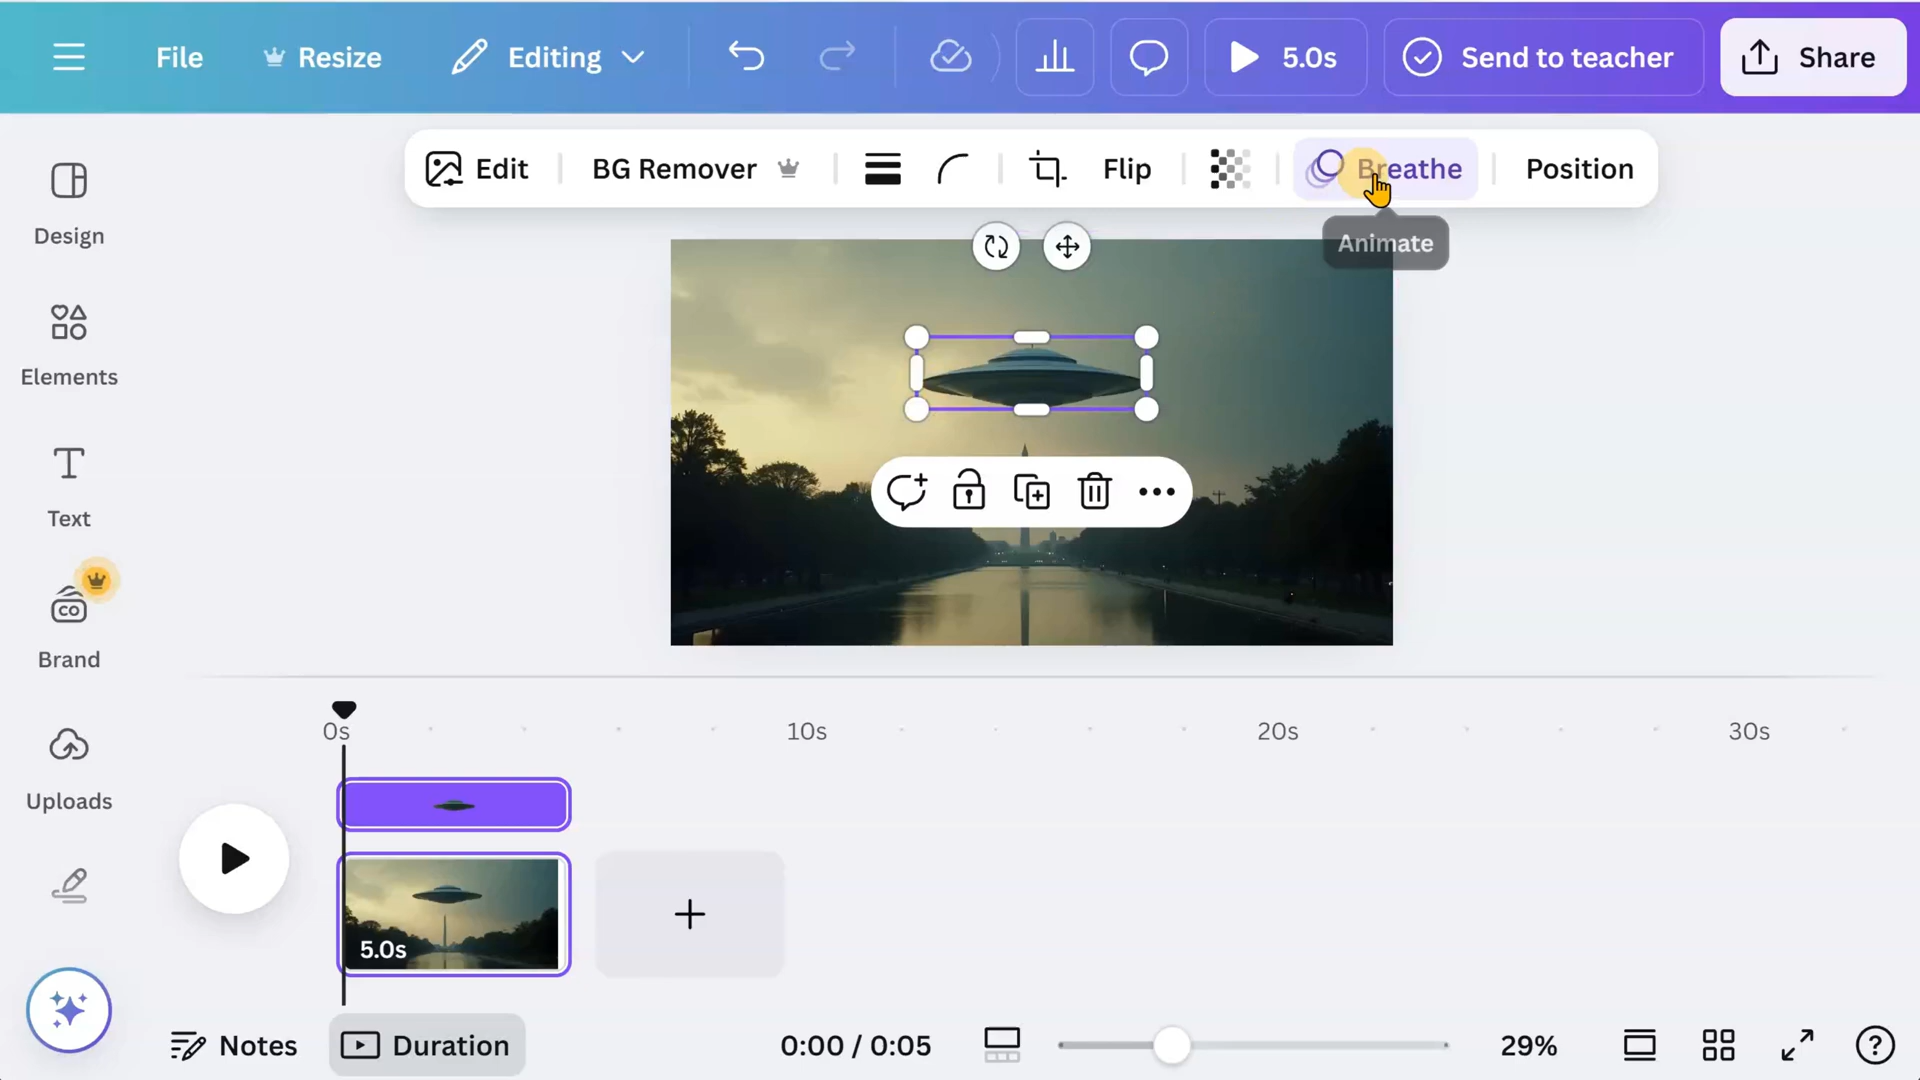 File
Resize
Editing
5.0s
Send to teacher
Share
Edit
BG Remover
Flip
Breathe
Position
Animate
Design
Elements
Text
CO
Brand
Uploads
0s
10s
20s
30s
5.0s
Notes
Duration
0:00 / 0:05
29%